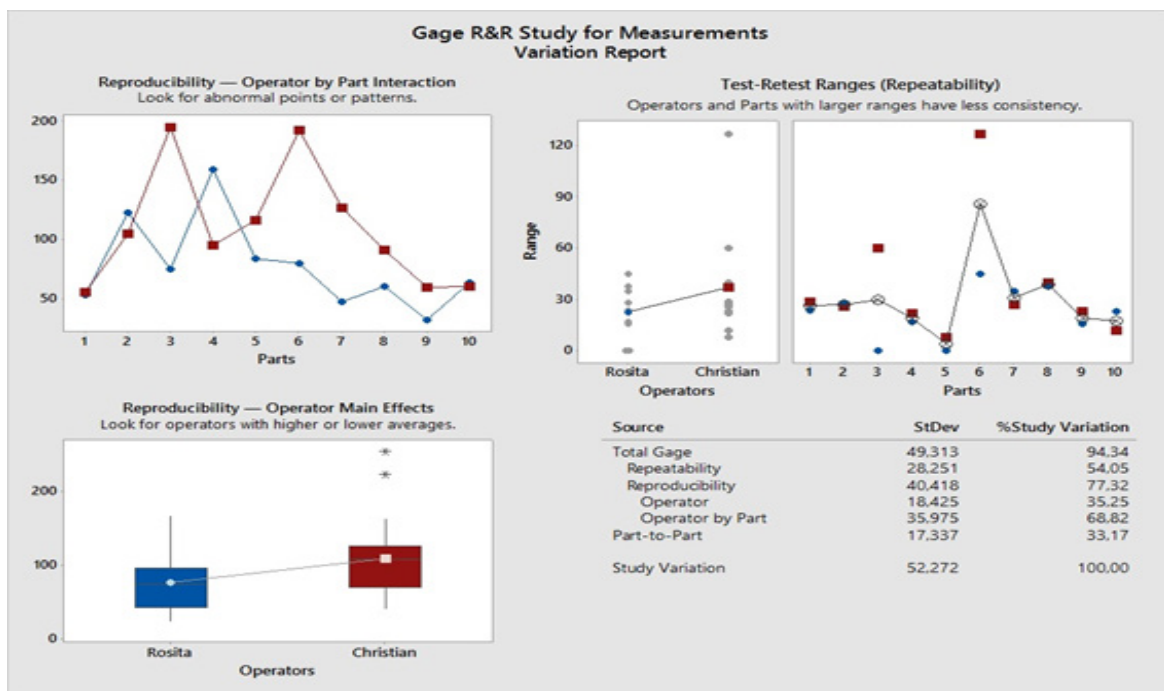 Gage R&R Study for Measurements
Variation Report
Reproducibility — Operator by Part Interaction
Look for abnormal points or patterns.
200
150
100
50
1 2 3 4 5 6 7 8 9 10
Parts
Test-Retest Ranges (Repeatability)
Operators and Parts with larger ranges have less consistency.
120
90
60
30
0
Range
Rosita Christian
Operators
1 2 3 4 5 6 7 8 9 10
Parts
Reproducibility — Operator Main Effects
Look for operators with higher or lower averages.
200
100
0
Rosita Christian
Operators
Source StDev %Study Variation
Total Gage 49,313 94,34
Repeatability 28,251 54,05
Reproducibility 40,418 77,32
Operator 18,425 35,25
Operator by Part 35,975 68,82
Part-to-Part 17,337 33,17
Study Variation 52,272 100,00